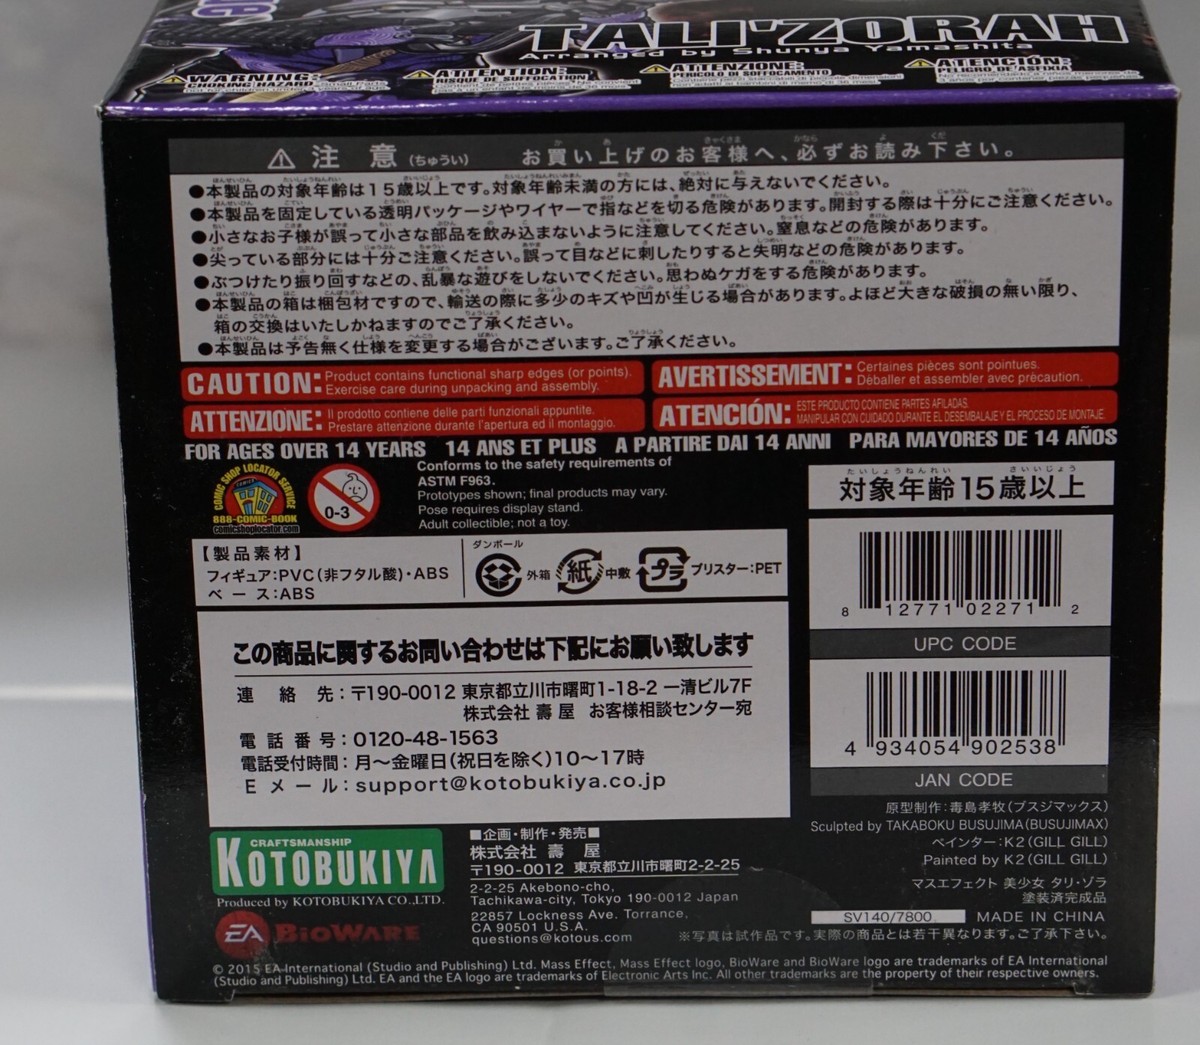 TALI'ZORAH
Arranged by Shunya Yamashita
WARNING:
CHOKING HAZARD
ATTENTION:
RISQUE DE SUFFOCATION
ATTENZIONE:
PERICOLO DI SOFFOCAMENTO
ATENCIÓN:
PELIGRO DE ASFIXIA
⚠ 注 意 (ちゅうい) お買い上げのお客様へ、必ずお読み下さい。
●本製品の対象年齢は15歳以上です。対象年齢未満の方には、絶対に与えないでください。
●本製品を固定している透明パッケージやワイヤーで指などを切る危険があります。開封する際は十分にご注意ください。
●小さなお子様が誤って小さな部品を飲み込まないように注意してください。窒息などの危険があります。
●尖っている部分には十分ご注意ください。誤って目などに刺したりすると失明などの危険があります。
●ぶつけたり振り回すなどの、乱暴な遊びをしないでください。思わぬケガをする危険があります。
●本製品の箱は梱包材ですので、輸送の際に多少のキズや凹が生じる場合があります。よほど大きな破損の無い限り、
箱の交換はいたしかねますのでご了承ください。
●本製品は予告無く仕様を変更する場合がございます。ご了承ください。
CAUTION: Product contains functional sharp edges (or points).
Exercise care during unpacking and assembly.
AVERTISSEMENT: Certaines pièces sont pointues.
Déballer et assembler avec précaution.
ATTENZIONE: Il prodotto contiene delle parti funzionali appuntite.
Prestare attenzione durante l'apertura ed il montaggio.
ATENCIÓN: ESTE PRODUCTO CONTIENE PARTES AFILADAS.
MANIPULAR CON CUIDADO DURANTE EL DESEMBALAJE Y EL PROCESO DE MONTAJE.
FOR AGES OVER 14 YEARS 14 ANS ET PLUS A PARTIRE DAI 14 ANNI PARA MAYORES DE 14 AÑOS
COMIC SHOP LOCATOR SERVICE
888-COMIC-BOOK
comicshoplocator.com
0-3
Conforms to the safety requirements of
ASTM F963.
Prototypes shown; final products may vary.
Pose requires display stand.
Adult collectible; not a toy.
たいしょうねんれい さいいじょう
対象年齢15歳以上
【製品素材】
フィギュア:PVC(非フタル酸)・ABS
ベース:ABS
ダンボール
外箱 紙 中敷 プラ ブリスター:PET
8 12771 02271 2
UPC CODE
この商品に関するお問い合わせは下記にお願い致します
連絡先:〒190-0012 東京都立川市曙町1-18-2 一清ビル7F
株式会社 壽屋 お客様相談センター宛
電話番号:0120-48-1563
電話受付時間:月〜金曜日(祝日を除く)10〜17時
Eメール:support@kotobukiya.co.jp
4 934054 902538
JAN CODE
原型制作:毒島孝牧(ブスジマックス)
Sculpted by TAKABOKU BUSUJIMA(BUSUJIMAX)
ペインター:K2(GILL GILL)
Painted by K2(GILL GILL)
マスエフェクト 美少女 タリ・ゾラ
塗装済完成品
SV140/7800 MADE IN CHINA
※写真は試作品です。実際の商品とは若干異なります。ご了承下さい。
CRAFTSMANSHIP
KOTOBUKIYA
Produced by KOTOBUKIYA CO.,LTD.
■企画・制作・発売■
株式会社 壽 屋
〒190-0012 東京都立川市曙町2-2-25
2-2-25 Akebono-cho,
Tachikawa-city, Tokyo 190-0012 Japan
22857 Lockness Ave. Torrance,
CA 90501 U.S.A.
questions@kotous.com
EA BIOWARE
© 2015 EA International (Studio and Publishing) Ltd. Mass Effect, Mass Effect logo, BioWare and BioWare logo are trademarks of EA International
(Studio and Publishing) Ltd. EA and the EA logo are trademarks of Electronic Arts Inc. All other trademarks are the property of their respective owners.